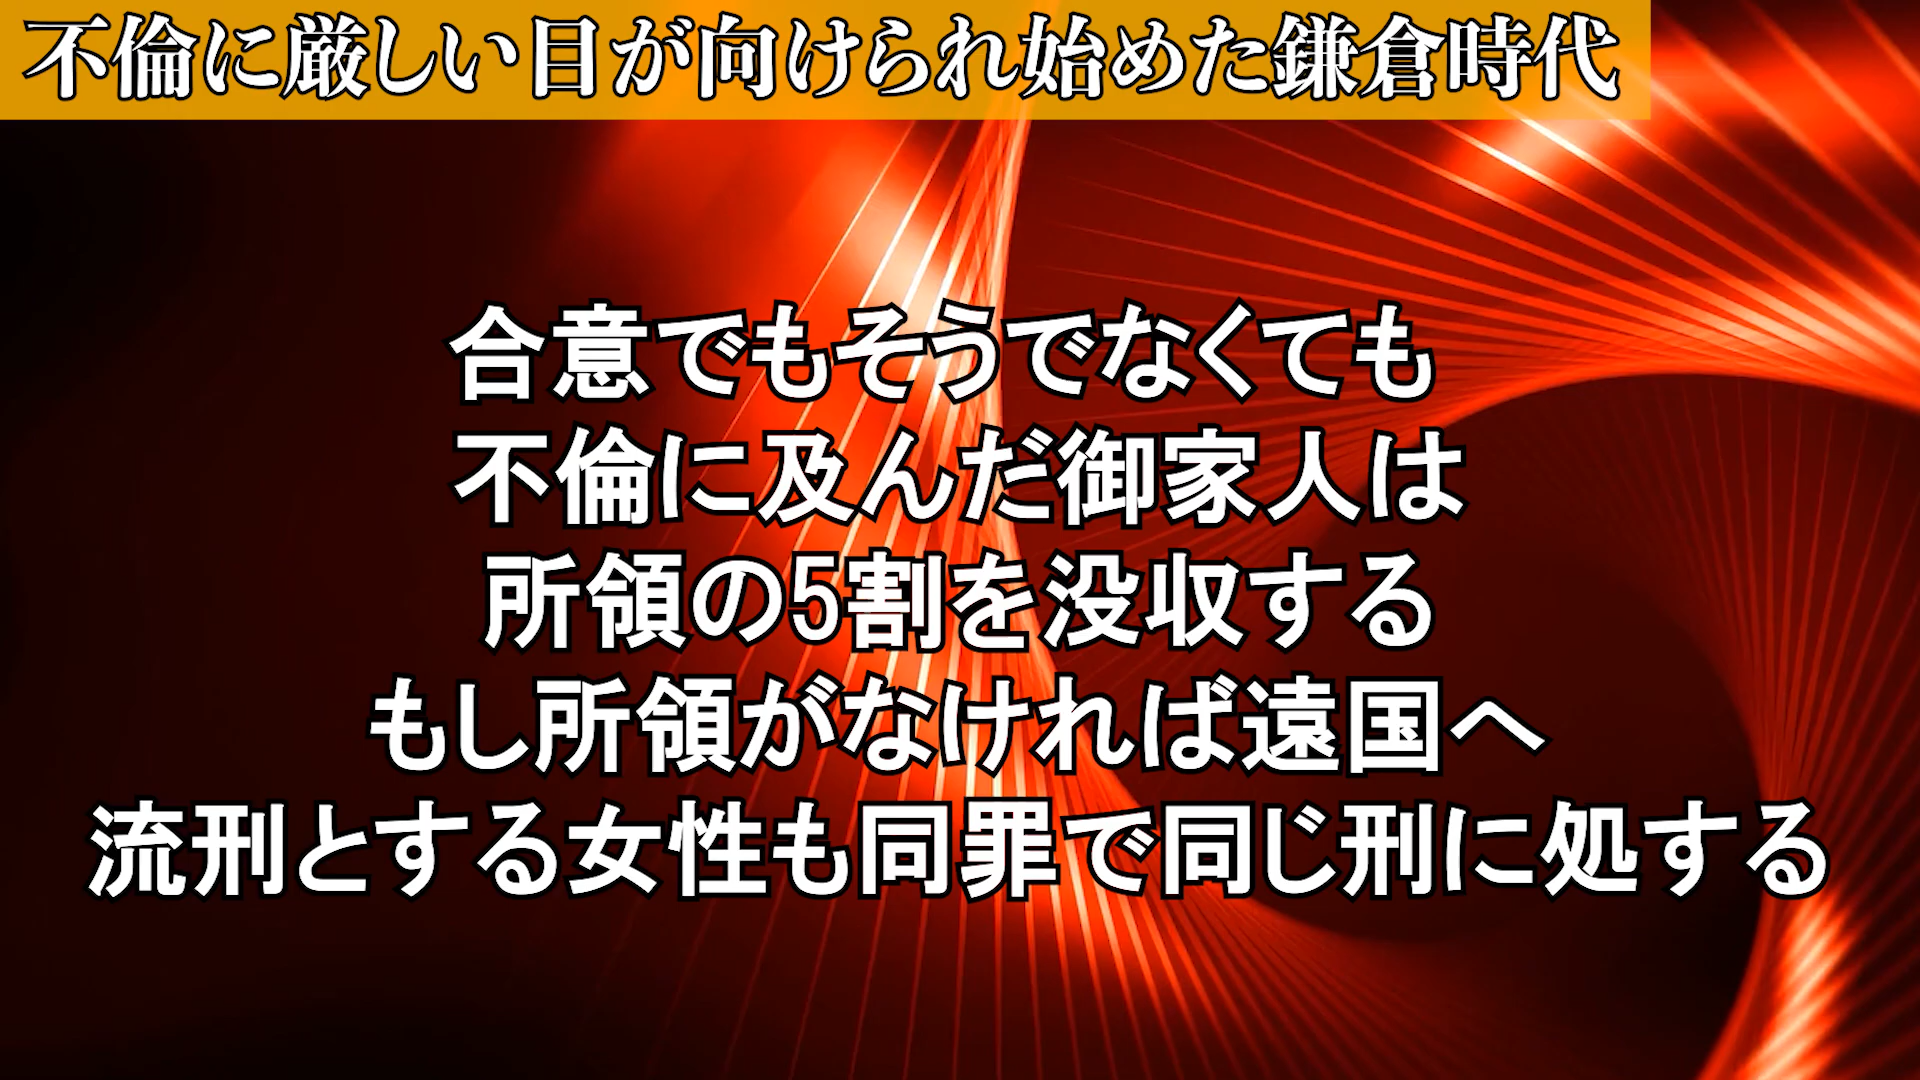 不倫に厳しい目が向けられ始めた鎌倉時代
合意でもそうでなくても
不倫に及んだ御家人は
所領の5割を没収する
もし所領がなければ遠国へ
流刑とする女性も同罪で同じ刑に処する